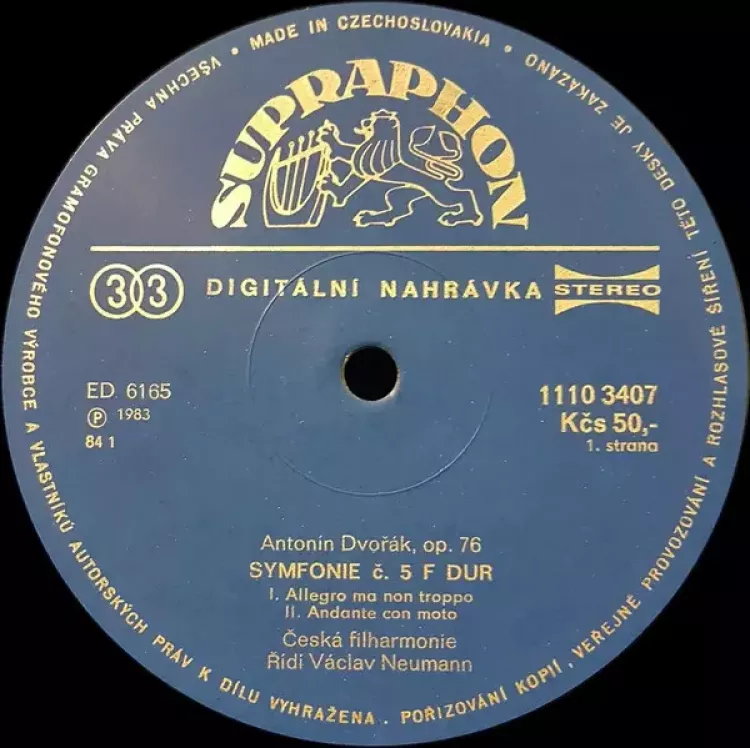 • MADE IN CZECHOSLOVAKIA •
SUPRAPHON
33 DIGITÁLNÍ NAHRÁVKA STEREO
ED. 6165
Ⓟ 1983
84 1
1110 3407
Kčs 50,-
1. strana
Antonín Dvořák, op. 76
SYMFONIE č. 5 F DUR
I. Allegro ma non troppo
II. Andante con moto
Česká filharmonie
Řídí Václav Neumann
VŠECHNA PRÁVA GRAMOFONOVÉHO VÝROBCE A VLASTNÍKŮ AUTORSKÝCH PRÁV K DÍLU VYHRAŽENA . POŘIZOVÁNÍ KOPIÍ , VEŘEJNÉ PROVOZOVÁNÍ A ROZHLASOVÉ ŠÍŘENÍ TÉTO DESKY JE ZAKÁZÁNO